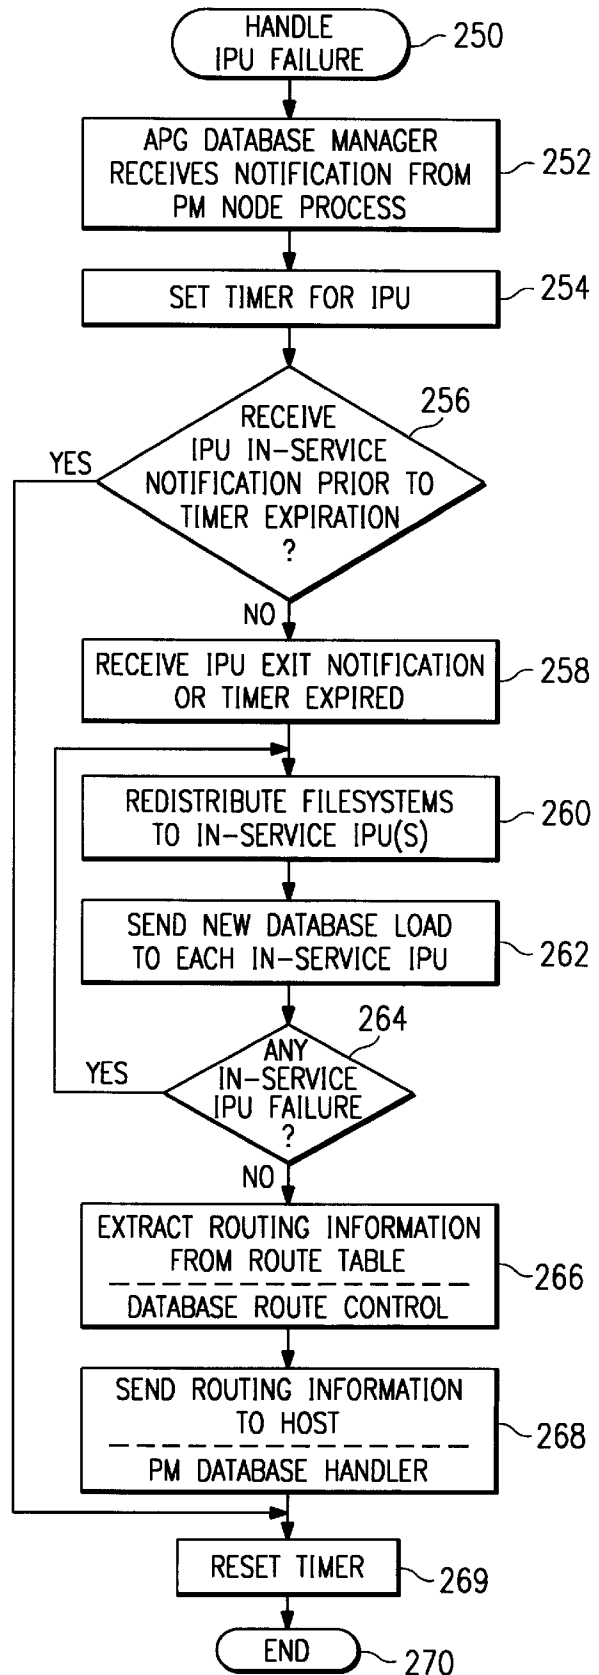 HANDLE
IPU FAILURE
250
APG DATABASE MANAGER
RECEIVES NOTIFICATION FROM
PM NODE PROCESS
252
SET TIMER FOR IPU
254
256
RECEIVE
IPU IN-SERVICE
NOTIFICATION PRIOR TO
TIMER EXPIRATION
?
YES
NO
RECEIVE IPU EXIT NOTIFICATION
OR TIMER EXPIRED
258
REDISTRIBUTE FILESYSTEMS
TO IN-SERVICE IPU(S)
260
SEND NEW DATABASE LOAD
TO EACH IN-SERVICE IPU
262
264
ANY
IN-SERVICE
IPU FAILURE
?
YES
NO
EXTRACT ROUTING INFORMATION
FROM ROUTE TABLE
DATABASE ROUTE CONTROL
266
SEND ROUTING INFORMATION
TO HOST
PM DATABASE HANDLER
268
RESET TIMER
269
END
270